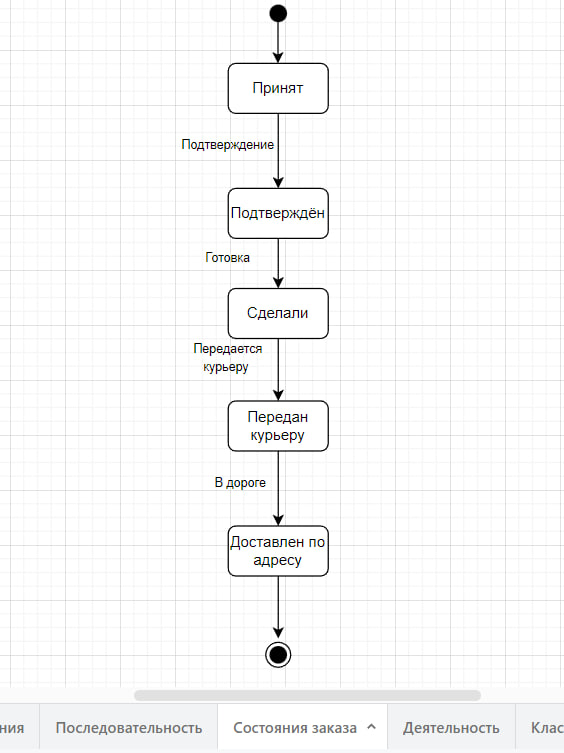 Принят
Подтверждение
Подтверждён
Готовка
Сделали
Передается
курьеру
Передан
курьеру
В дороге
Доставлен по
адресу
ния
Последовательность
Состояния заказа
Деятельность
Клас